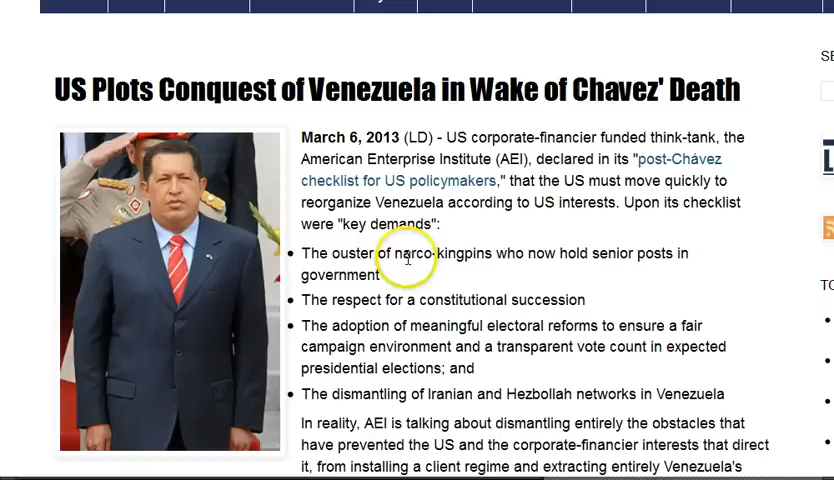 US Plots Conquest of Venezuela in Wake of Chavez' Death
SE
March 6, 2013 (LD) - US corporate-financier funded think-tank, the
American Enterprise Institute (AEI), declared in its "post-Chávez
checklist for US policymakers," that the US must move quickly to
reorganize Venezuela according to US interests. Upon its checklist
were "key demands":
The ouster of narco-kingpins who now hold senior posts in
government
The respect for a constitutional succession
TO
The adoption of meaningful electoral reforms to ensure a fair
campaign environment and a transparent vote count in expected
presidential elections; and
The dismantling of Iranian and Hezbollah networks in Venezuela
In reality, AEI is talking about dismantling entirely the obstacles that
have prevented the US and the corporate-financier interests that direct
it, from installing a client regime and extracting entirely Venezuela's